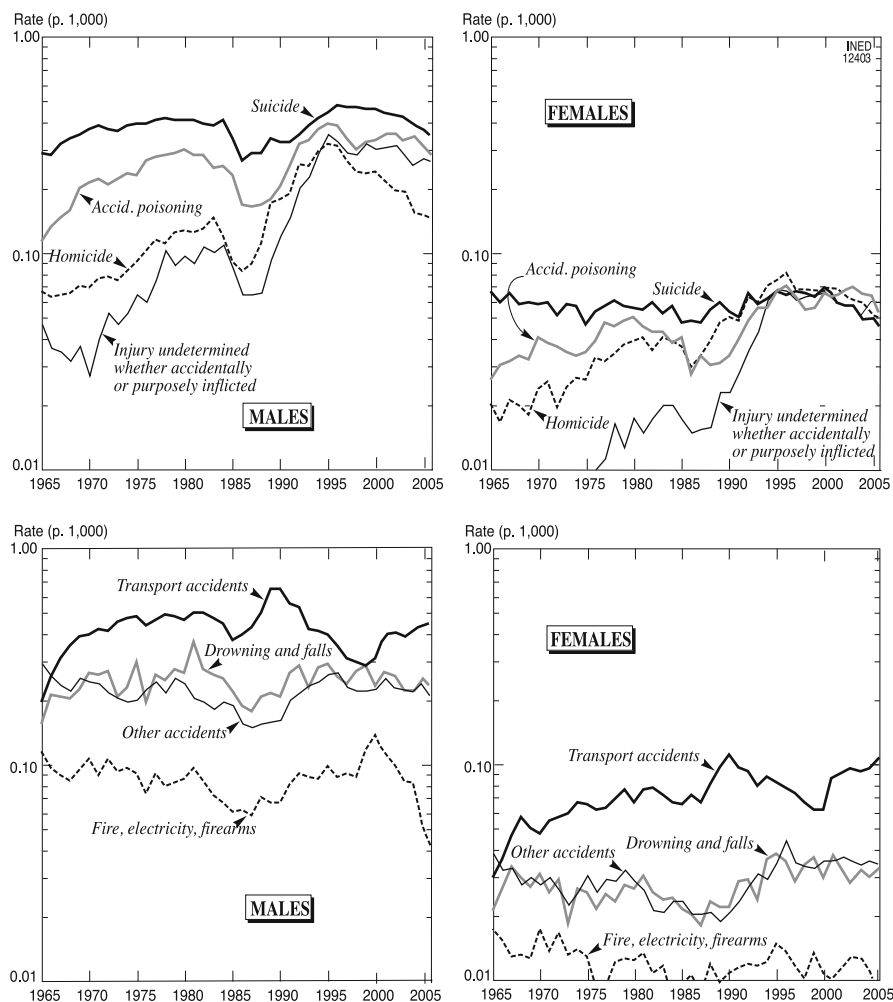 Rate (p. 1,000)
1.00
0.10
0.01
Suicide
Accid. poisoning
Homicide
Injury undetermined
whether accidentally
or purposely inflicted
MALES
1965 1970 1975 1980 1985 1990 1995 2000 2005
Rate (p. 1,000)
1.00
0.10
0.01
INED
12403
FEMALES
Accid. poisoning
Suicide
Homicide
Injury undetermined
whether accidentally
or purposely inflicted
1965 1970 1975 1980 1985 1990 1995 2000 2005
Rate (p. 1,000)
1.00
0.10
0.01
Transport accidents
Drowning and falls
Other accidents
Fire, electricity, firearms
MALES
1965 1970 1975 1980 1985 1990 1995 2000 2005
Rate (p. 1,000)
1.00
0.10
0.01
FEMALES
Transport accidents
Other accidents
Drowning and falls
Fire, electricity, firearms
1965 1970 1975 1980 1985 1990 1995 2000 2005